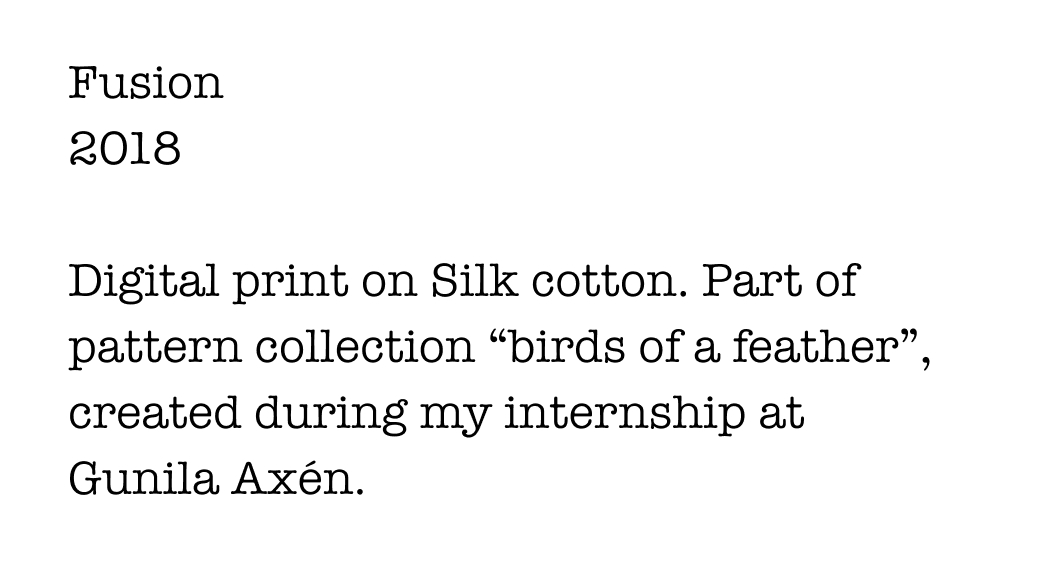 Fusion
2018
Digital print on Silk cotton. Part of
pattern collection “birds of a feather”,
created during my internship at
Gunila Axén.